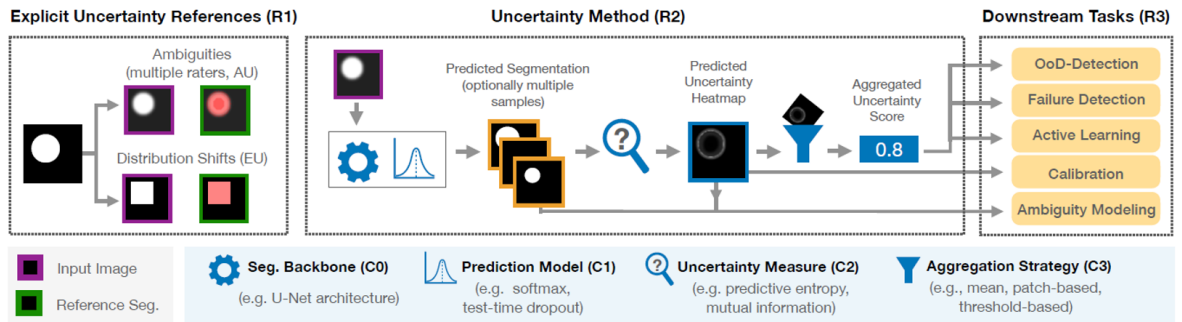 Explicit Uncertainty References (R1)
Uncertainty Method (R2)
Downstream Tasks (R3)
Ambiguities
(multiple raters, AU)
Distribution Shifts (EU)
Predicted Segmentation
(optionally multiple
samples)
Predicted
Uncertainty
Heatmap
Aggregated
Uncertainty
Score
?
0.8
OoD-Detection
Failure Detection
Active Learning
Calibration
Ambiguity Modeling
Input Image
Reference Seg.
Seg. Backbone (C0)
(e.g. U-Net architecture)
Prediction Model (C1)
(e.g. softmax,
test-time dropout)
?
Uncertainty Measure (C2)
(e.g. predictive entropy,
mutual information)
Aggregation Strategy (C3)
(e.g., mean, patch-based,
threshold-based)